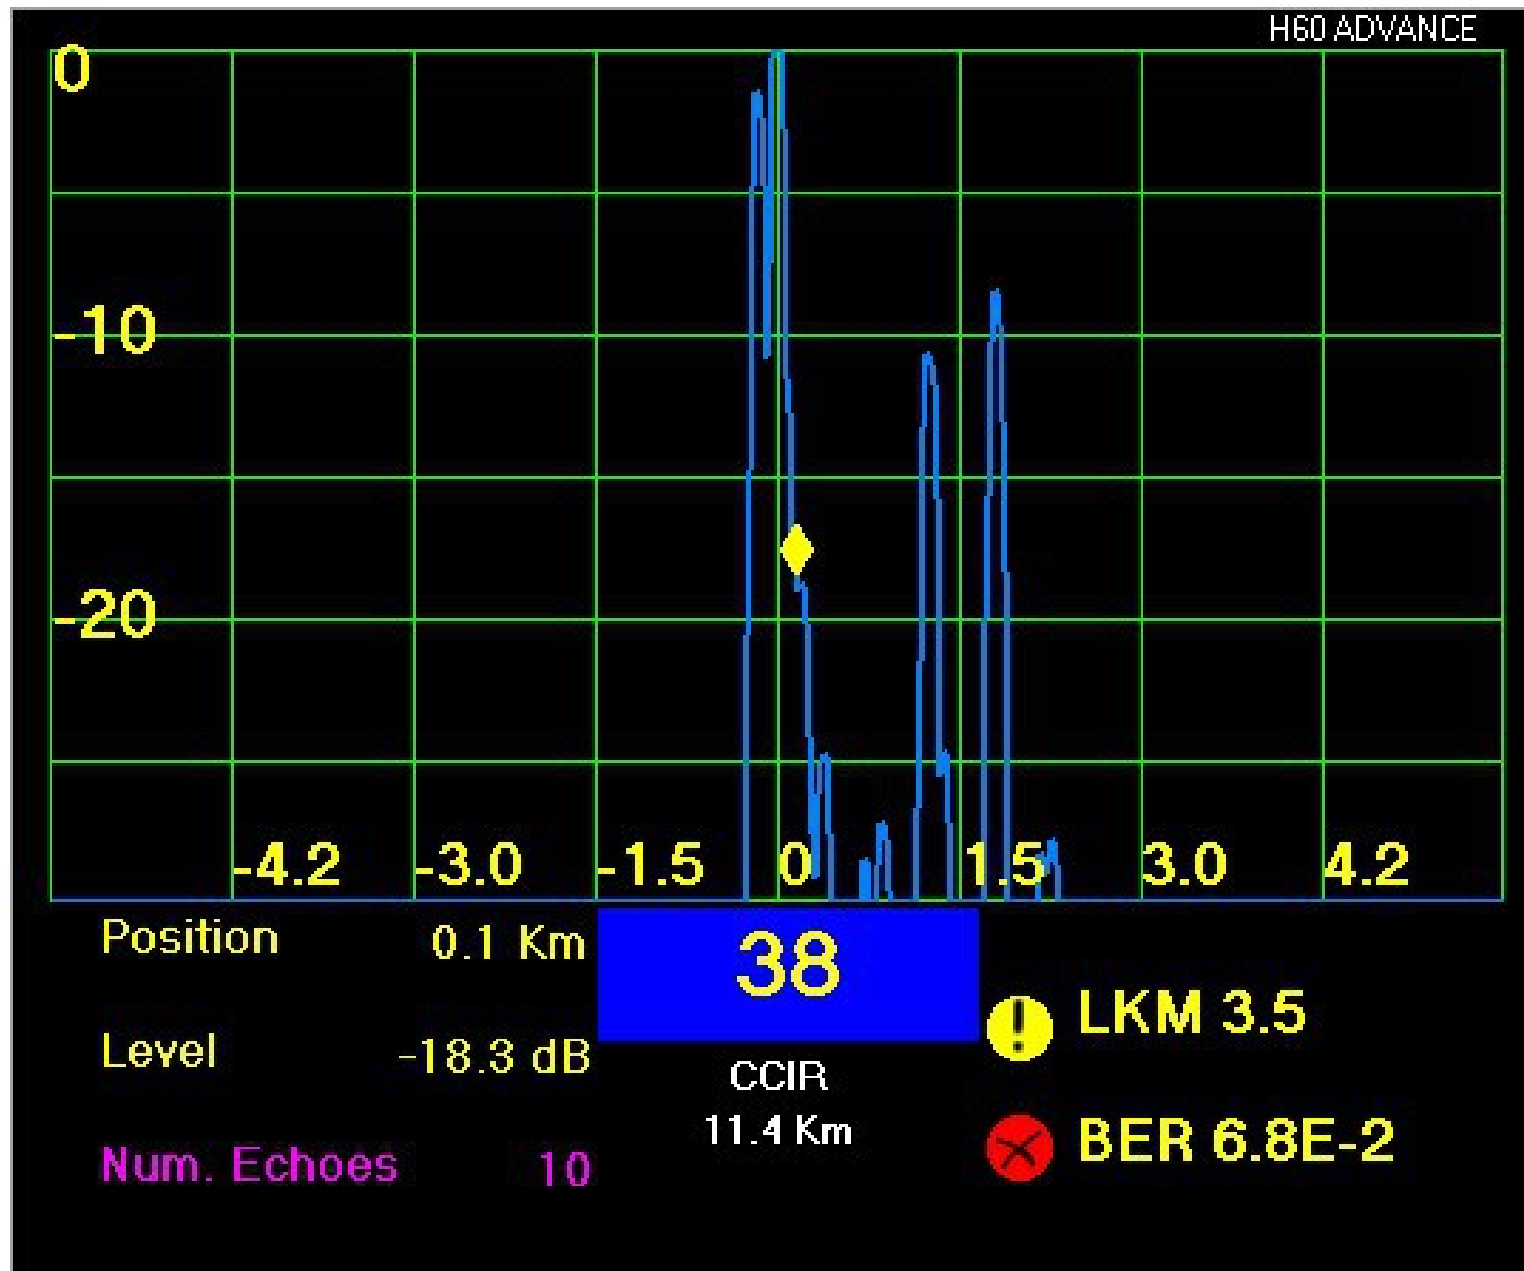 H60 ADVANCE
0
-10
-20
-4.2 -3.0 -1.5 0 1.5 3.0 4.2
Position 0.1 Km
38
LKM 3.5
Level -18.3 dB
CCIR
11.4 Km
BER 6.8E-2
Num. Echoes 10